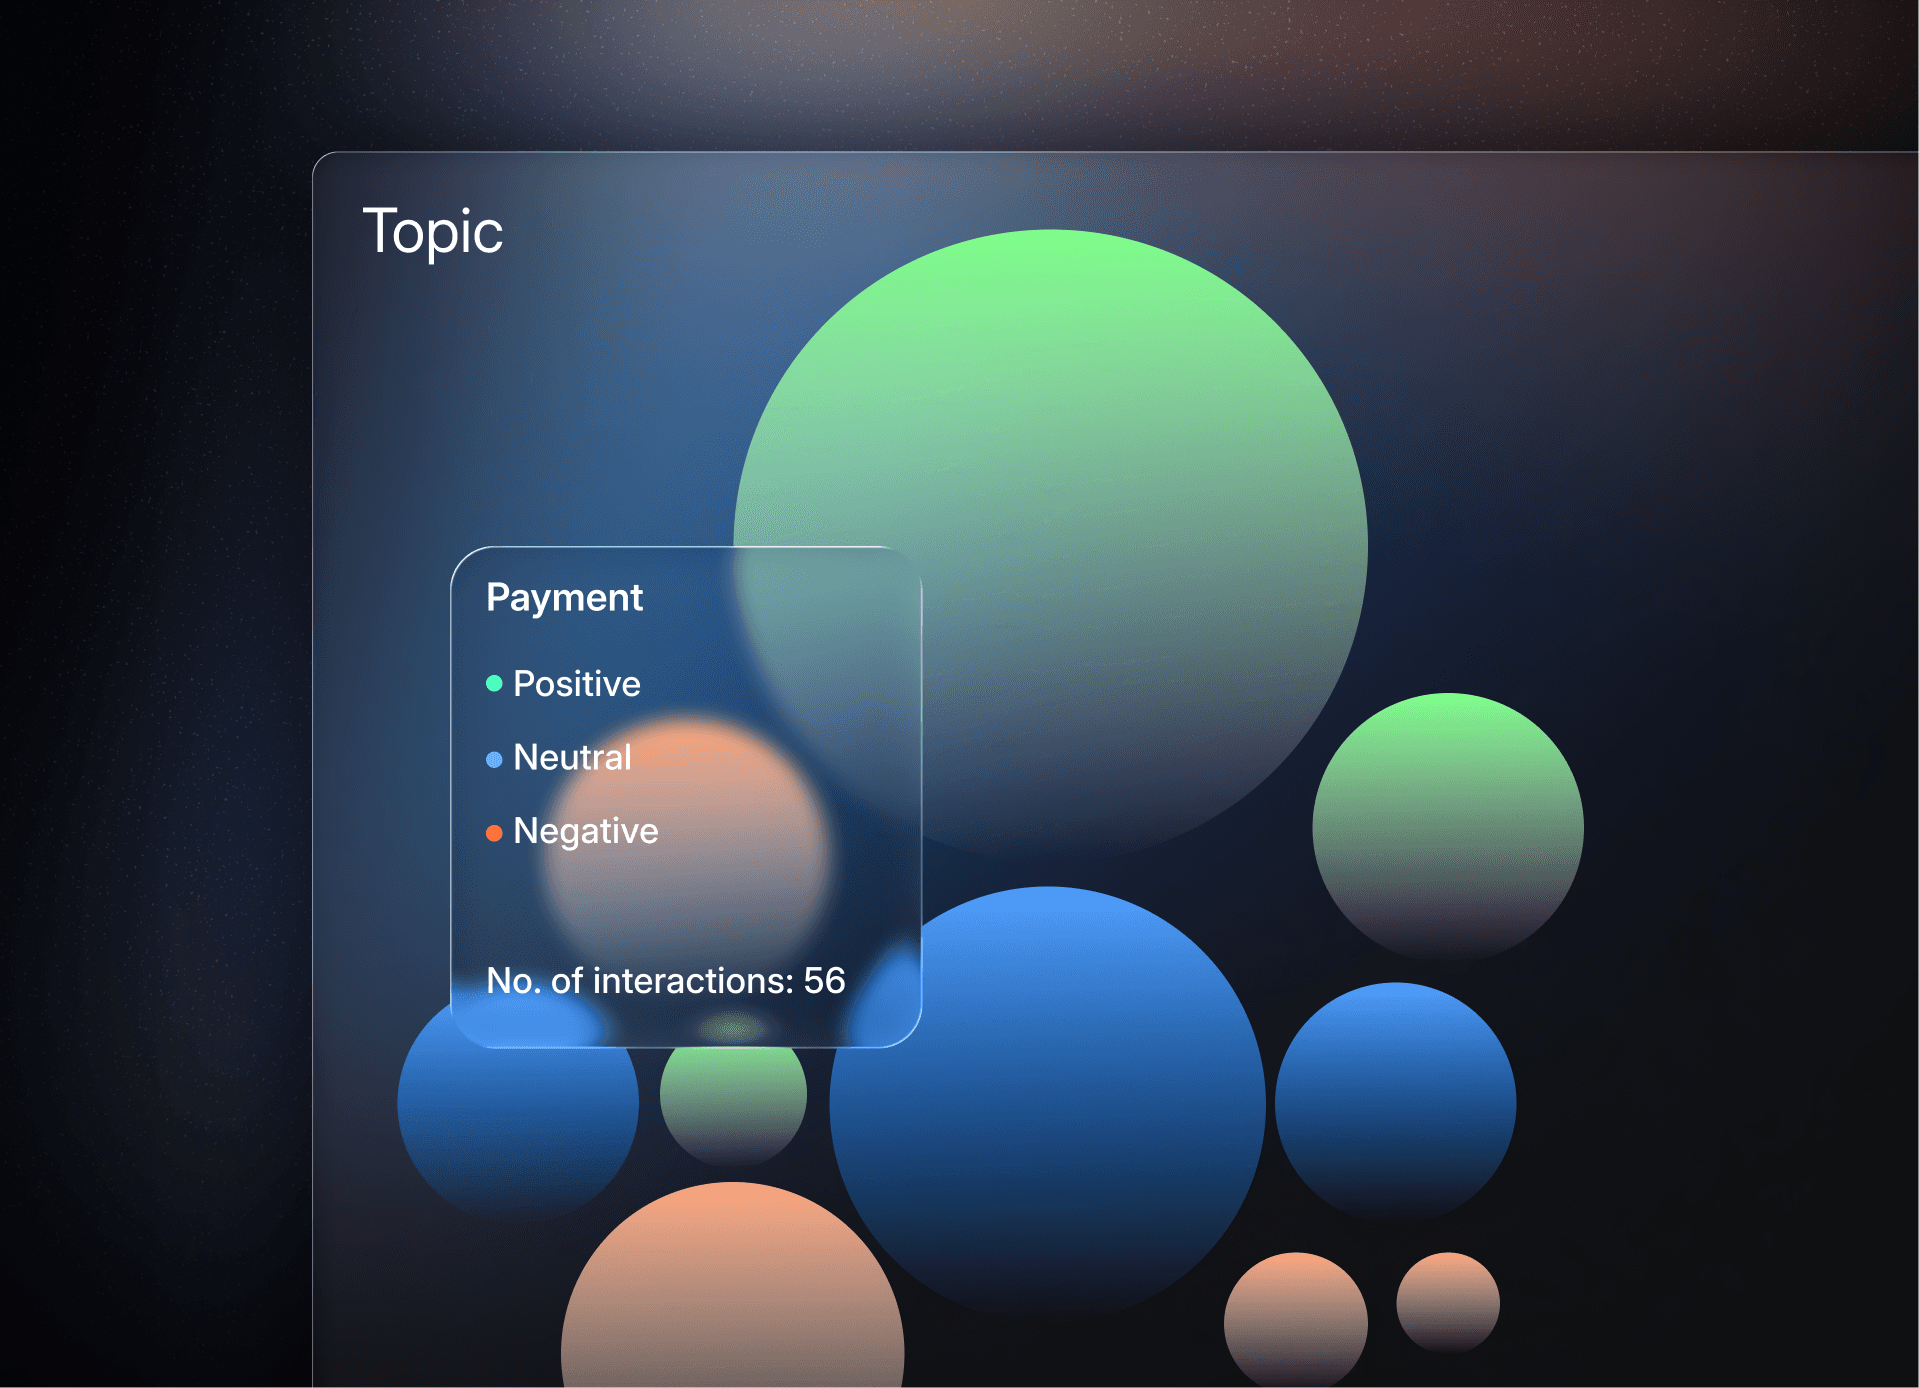 Topic
Payment
Positive
Neutral
Negative
No. of interactions: 56